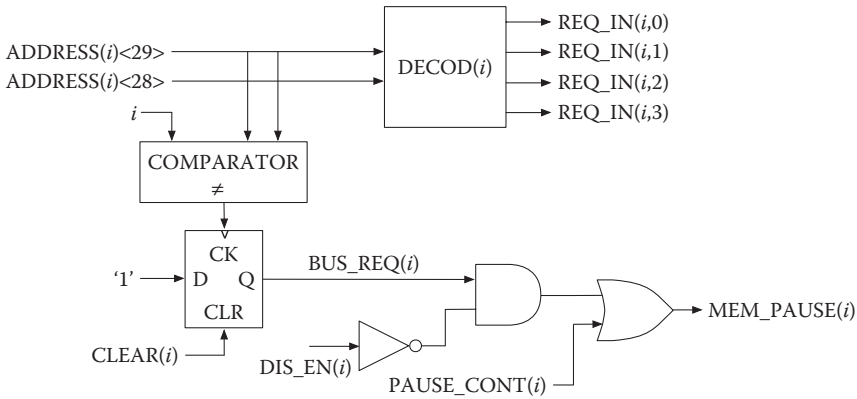 REQ_IN(i,0)
ADDRESS(i)<29>
REQ_IN(i,1)
DECOD(i)
ADDRESS(i)<28>
REQ_IN(i,2)
REQ_IN(i,3)
i
COMPARATOR
≠
CK
BUS_REQ(i)
'1'
D Q
CLR
MEM_PAUSE(i)
CLEAR(i)
DIS_EN(i)
PAUSE_CONT(i)